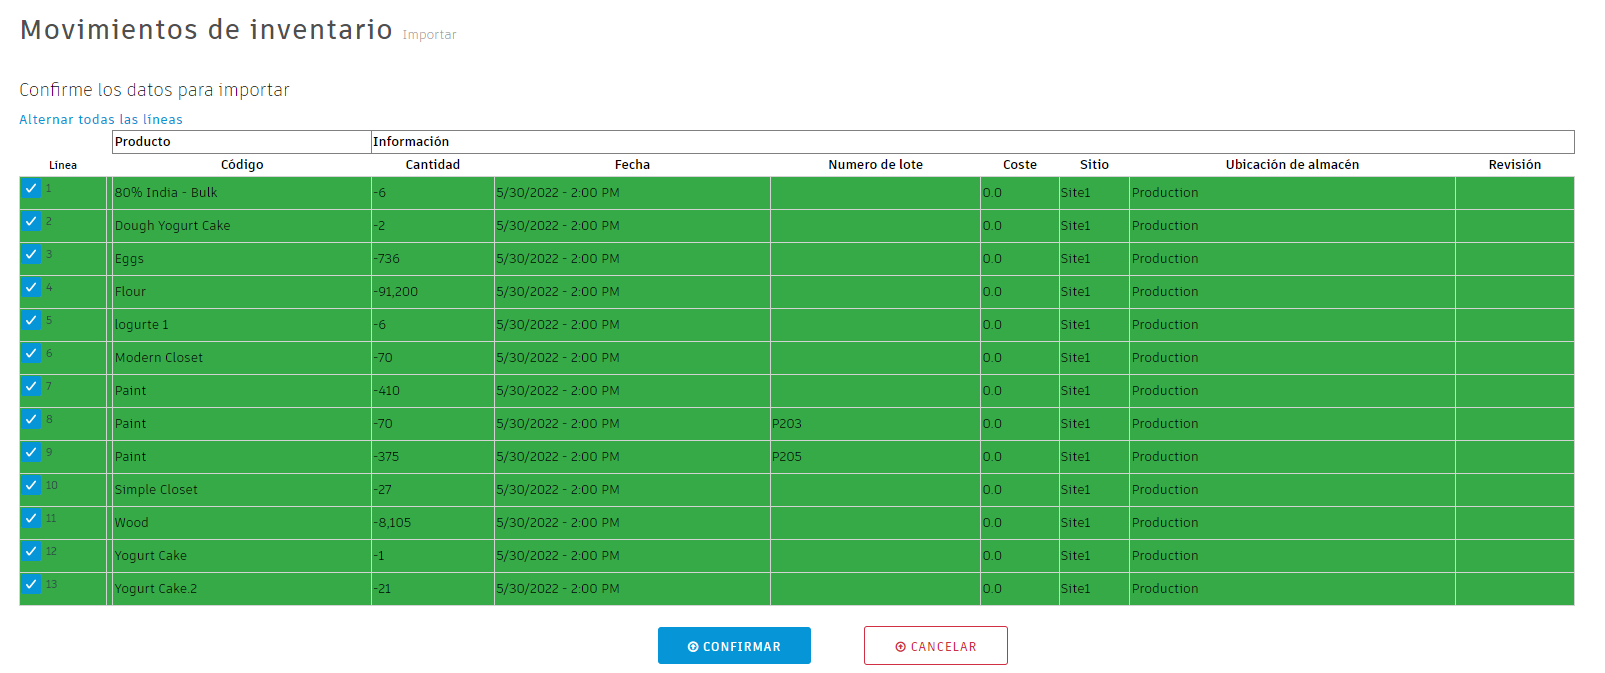 Movimientos de inventario Importar
Confirme los datos para importar
Alternar todas las líneas
Producto Información
Línea Código Cantidad Fecha Numero de lote Coste Sitio Ubicación de almacén Revisión
1 80% India - Bulk -6 5/30/2022 - 2:00 PM 0.0 Site1 Production
2 Dough Yogurt Cake -2 5/30/2022 - 2:00 PM 0.0 Site1 Production
3 Eggs -736 5/30/2022 - 2:00 PM 0.0 Site1 Production
4 Flour -91,200 5/30/2022 - 2:00 PM 0.0 Site1 Production
5 Iogurte 1 -6 5/30/2022 - 2:00 PM 0.0 Site1 Production
6 Modern Closet -70 5/30/2022 - 2:00 PM 0.0 Site1 Production
7 Paint -410 5/30/2022 - 2:00 PM 0.0 Site1 Production
8 Paint -70 5/30/2022 - 2:00 PM P203 0.0 Site1 Production
9 Paint -375 5/30/2022 - 2:00 PM P205 0.0 Site1 Production
10 Simple Closet -27 5/30/2022 - 2:00 PM 0.0 Site1 Production
11 Wood -8,105 5/30/2022 - 2:00 PM 0.0 Site1 Production
12 Yogurt Cake -1 5/30/2022 - 2:00 PM 0.0 Site1 Production
13 Yogurt Cake.2 -21 5/30/2022 - 2:00 PM 0.0 Site1 Production
CONFIRMAR CANCELAR